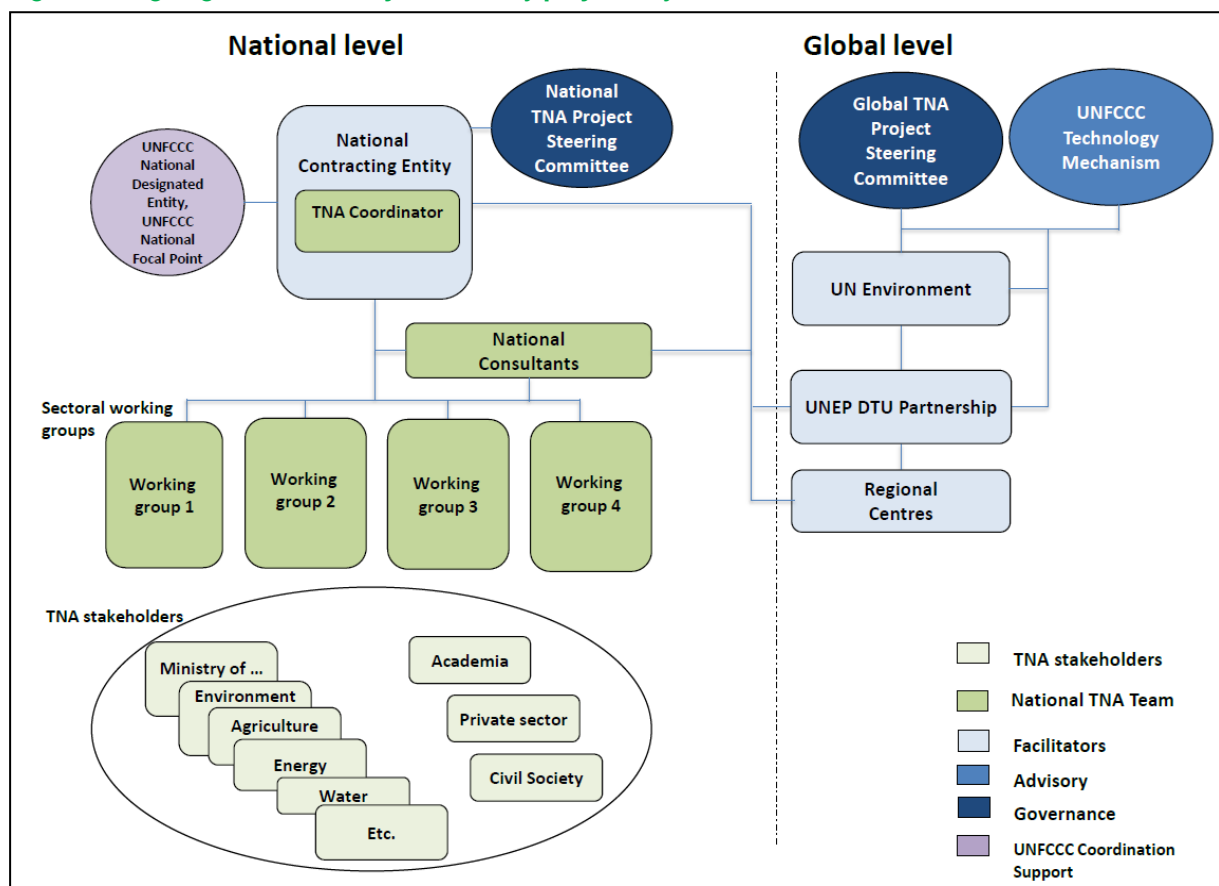 National level
Global level
UNFCCC
National
Designated
Entity,
UNFCCC
National
Focal Point
National
Contracting Entity
TNA Coordinator
National
TNA Project
Steering
Committee
Global TNA
Project
Steering
Committee
UNFCCC
Technology
Mechanism
UN Environment
National
Consultants
UNEP DTU Partnership
Regional
Centres
Sectoral working
groups
Working
group 1
Working
group 2
Working
group 3
Working
group 4
TNA stakeholders
Ministry of ...
Environment
Agriculture
Energy
Water
Etc.
Academia
Private sector
Civil Society
TNA stakeholders
National TNA Team
Facilitators
Advisory
Governance
UNFCCC Coordination
Support